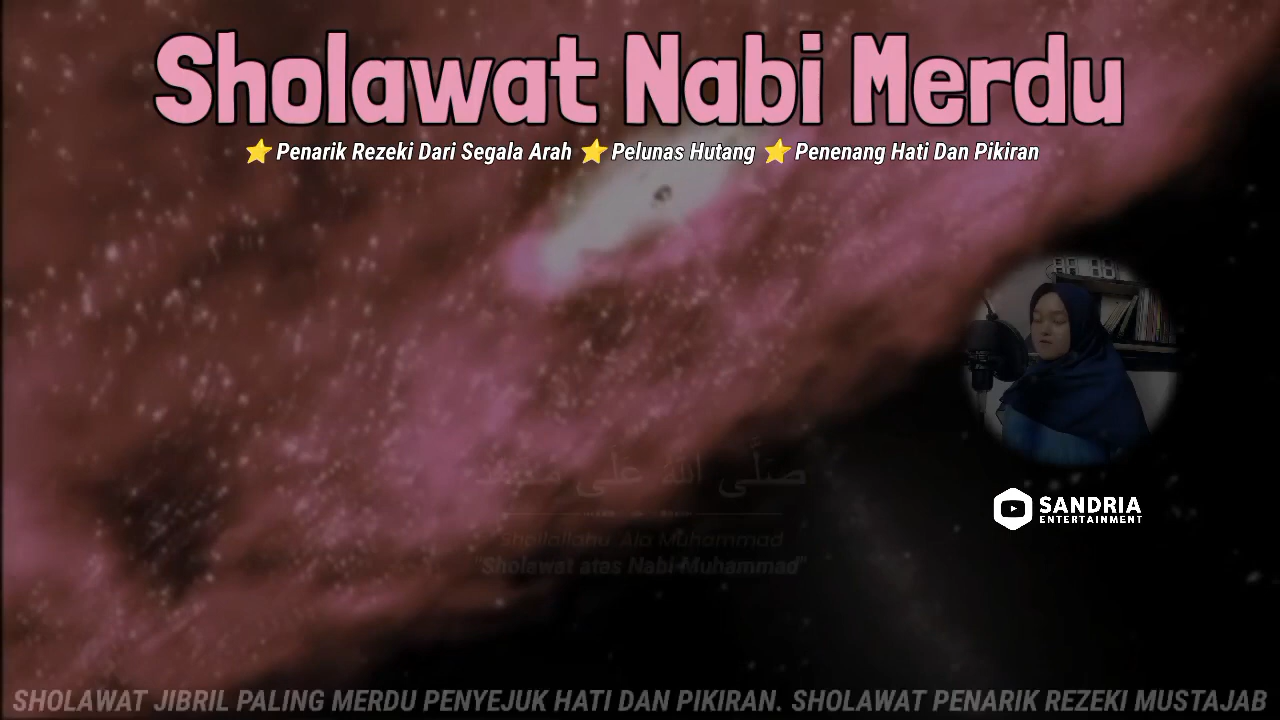 Sholawat Nabi Merdu
⭐ Penarik Rezeki Dari Segala Arah ⭐ Pelunas Hutang ⭐ Penenang Hati Dan Pikiran
صَلَّى اللهُ عَلَى مُحَمَّد
Shallallahu 'Ala Muhammad
"Sholawat atas Nabi Muhammad"
SANDRIA
ENTERTAINMENT
SHOLAWAT JIBRIL PALING MERDU PENYEJUK HATI DAN PIKIRAN. SHOLAWAT PENARIK REZEKI MUSTAJAB